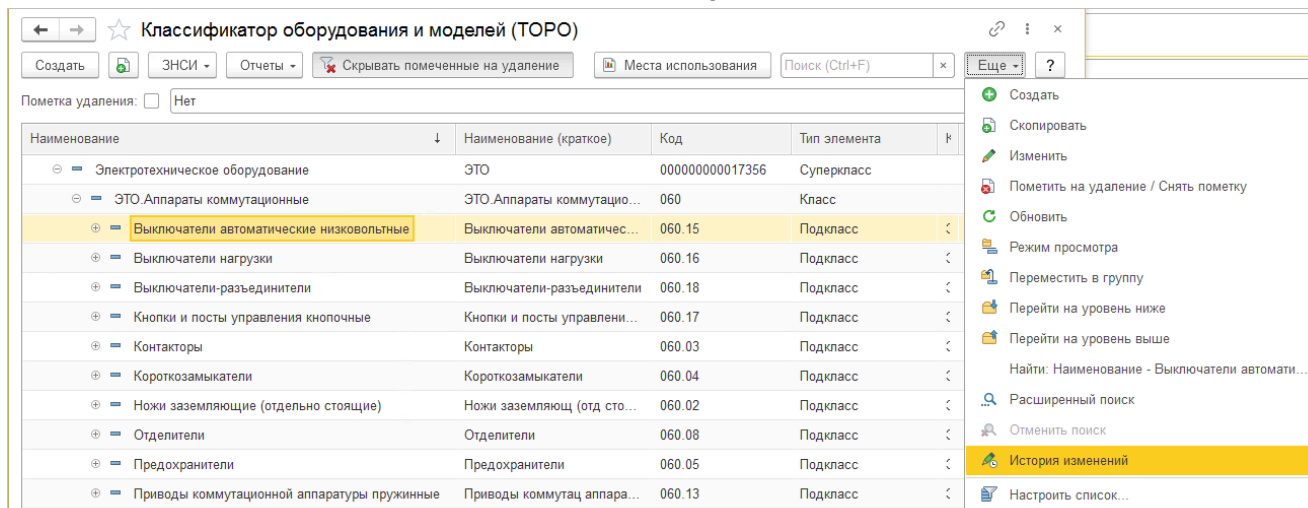 Классификатор оборудования и моделей (ТОРО)
Создать ЗНСИ Отчеты Скрывать помеченные на удаление Места использования Поиск (Ctrl+F) × Еще ?
Пометка удаления: Нет
Наименование ↓ Наименование (краткое) Код Тип элемента
Электротехническое оборудование ЭТО 000000000017356 Суперкласс
ЭТО.Аппараты коммутационные ЭТО.Аппараты коммутацио... 060 Класс
Выключатели автоматические низковольтные Выключатели автоматичес... 060.15 Подкласс
Выключатели нагрузки Выключатели нагрузки 060.16 Подкласс
Выключатели-разъединители Выключатели-разъединители 060.18 Подкласс
Кнопки и посты управления кнопочные Кнопки и посты управлени... 060.17 Подкласс
Контакторы Контакторы 060.03 Подкласс
Короткозамыкатели Короткозамыкатели 060.04 Подкласс
Ножи заземляющие (отдельно стоящие) Ножи заземляющ (отд сто... 060.02 Подкласс
Отделители Отделители 060.08 Подкласс
Предохранители Предохранители 060.05 Подкласс
Приводы коммутационной аппаратуры пружинные Приводы коммутац аппара... 060.13 Подкласс
Создать
Скопировать
Изменить
Пометить на удаление / Снять пометку
Обновить
Режим просмотра
Переместить в группу
Перейти на уровень ниже
Перейти на уровень выше
Найти: Наименование - Выключатели автомати...
Расширенный поиск
Отменить поиск
История изменений
Настроить список...